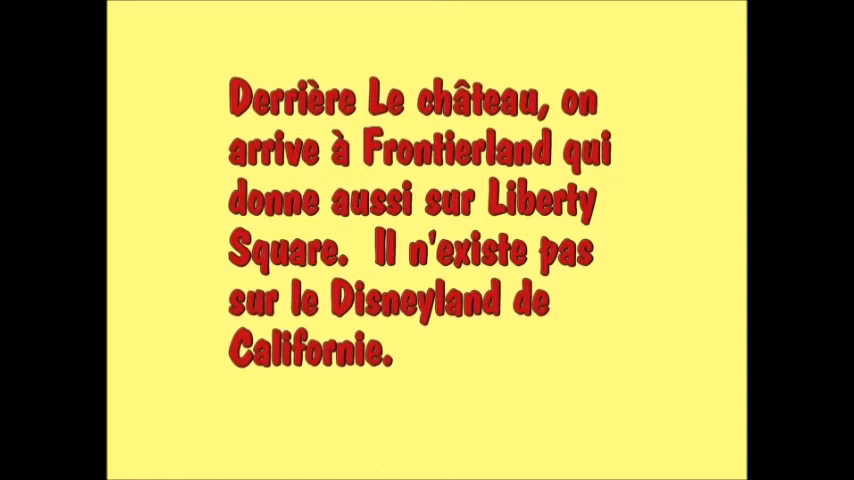 Derrière Le château, on
arrive à Frontierland qui
donne aussi sur Liberty
Square.  Il n'existe pas
sur le Disneyland de
Californie.